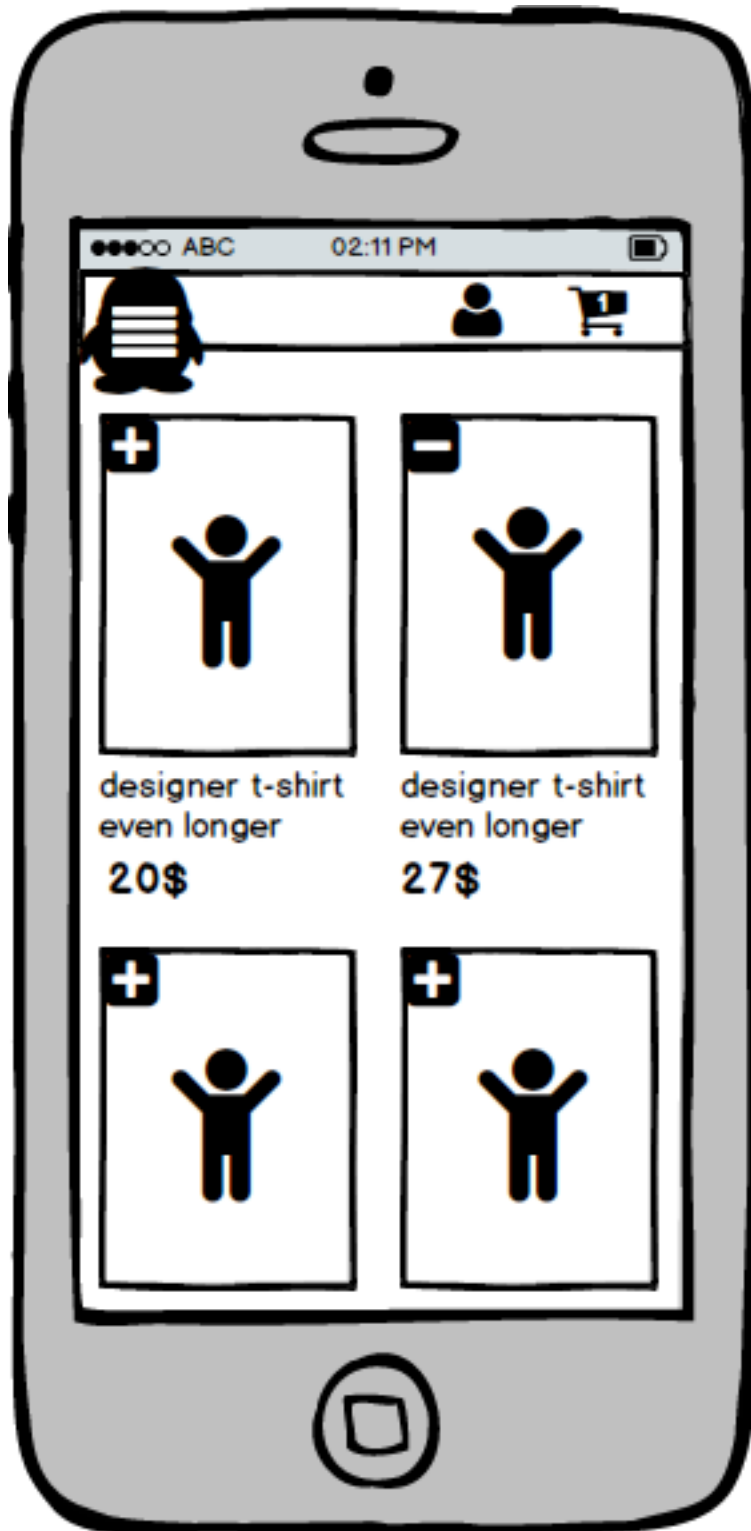 ABC 02:11 PM
1
designer t-shirt designer t-shirt
even longer even longer
20$ 27$